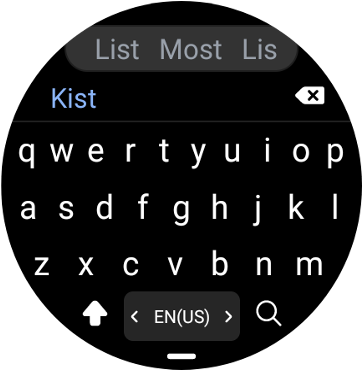 List Most Lis
Kist
q w e r t y u i o p
a s d f g h j k l
z x c v b n m
< EN(US) >